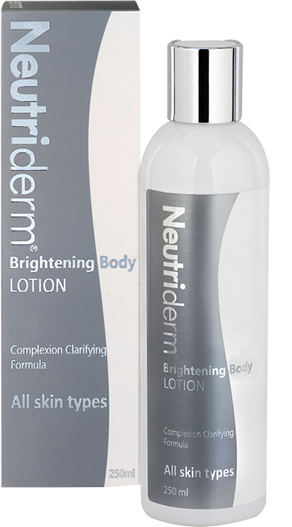 Neutriderm®
Brightening Body
LOTION
Complexion Clarifying
Formula
All skin types
250ml
Neutriderm
Brightening Body
LOTION
Complexion Clarifying
Formula
All skin types
250 ml